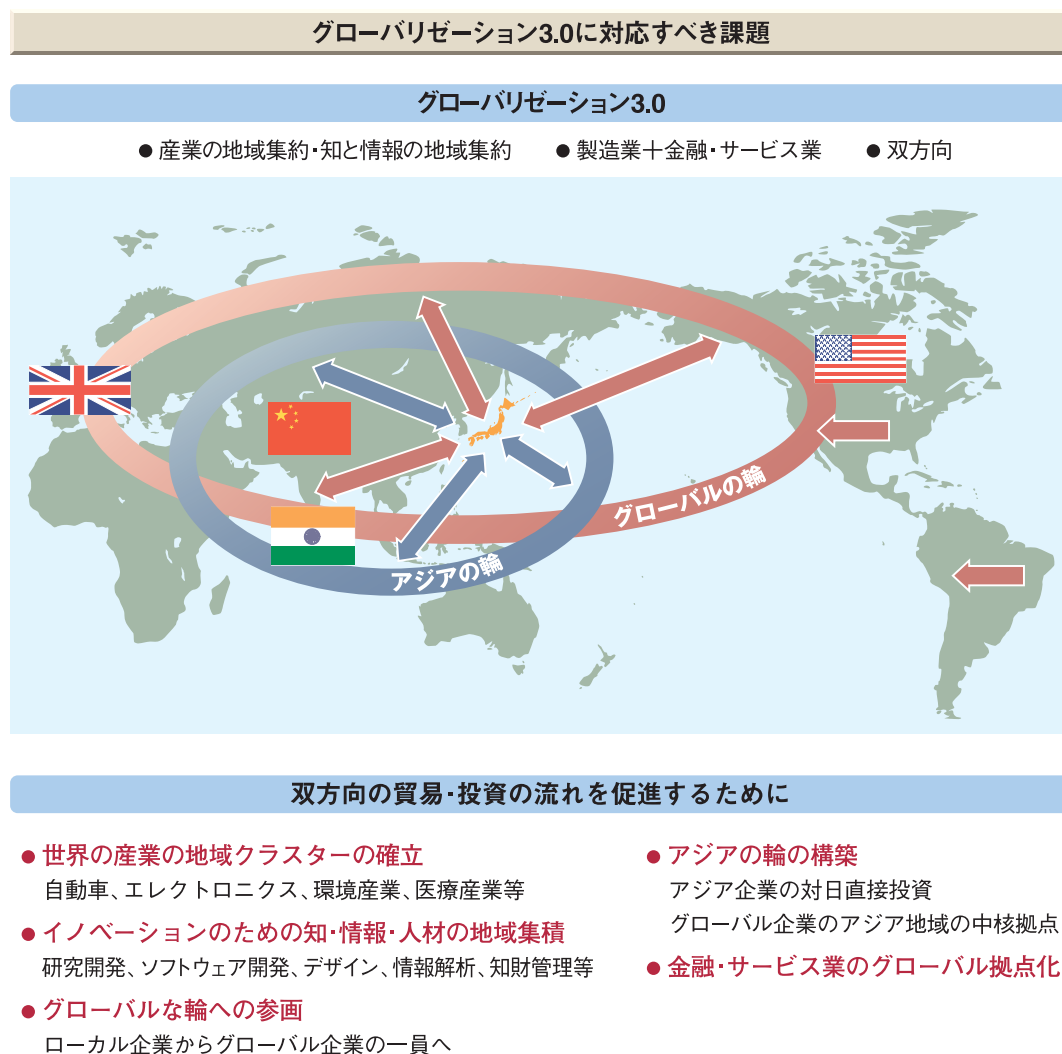 グローバリゼーション3.0に対応すべき課題
グローバリゼーション3.0
● 産業の地域集約・知と情報の地域集約 ● 製造業＋金融・サービス業 ● 双方向
グローバルの輪
アジアの輪
双方向の貿易・投資の流れを促進するために
● 世界の産業の地域クラスターの確立
自動車、エレクトロニクス、環境産業、医療産業等
● イノベーションのための知・情報・人材の地域集積
研究開発、ソフトウェア開発、デザイン、情報解析、知財管理等
● グローバルな輪への参画
ローカル企業からグローバル企業の一員へ
● アジアの輪の構築
アジア企業の対日直接投資
グローバル企業のアジア地域の中核拠点
● 金融・サービス業のグローバル拠点化